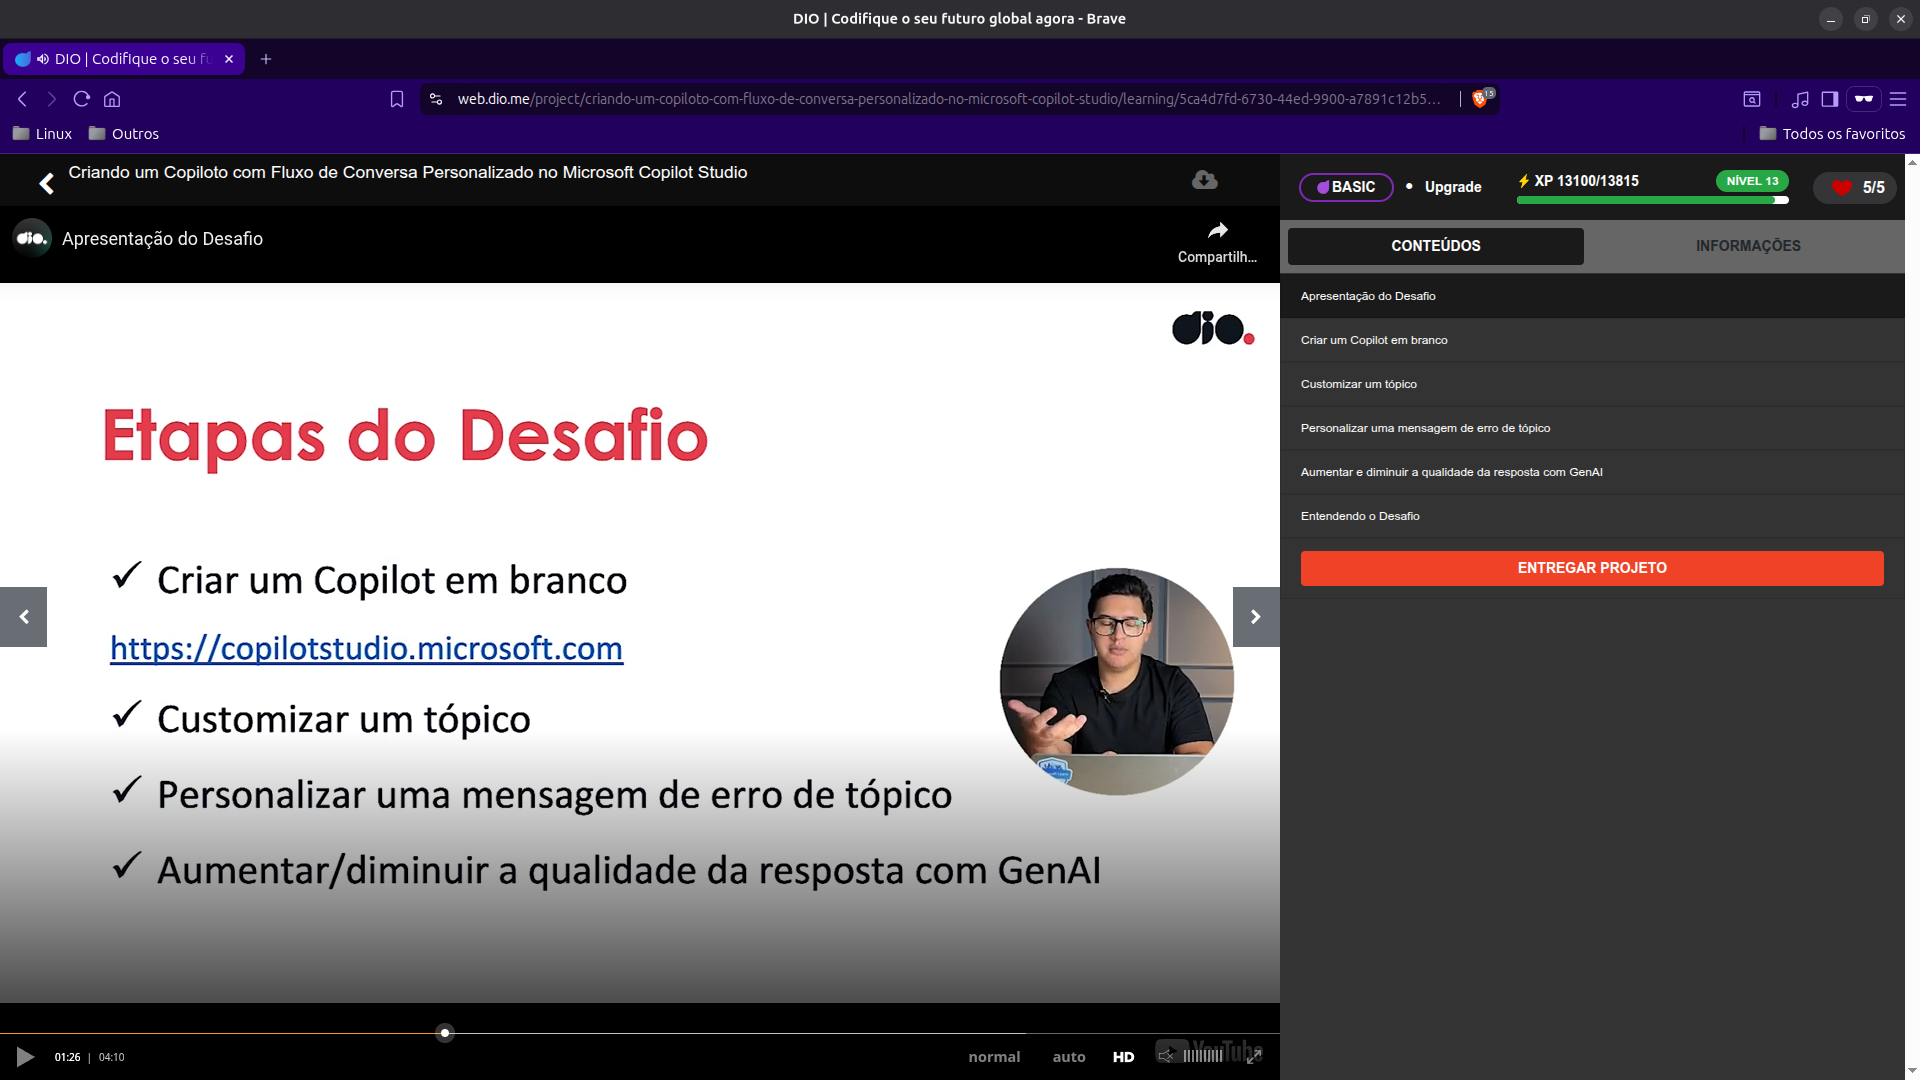 DIO | Codifique o seu futuro global agora - Brave
DIO | Codifique o seu fu
web.dio.me/project/criando-um-copiloto-com-fluxo-de-conversa-personalizado-no-microsoft-copilot-studio/learning/5ca4d7fd-6730-44ed-9900-a7891c12b5...
15
Linux
Outros
Todos os favoritos
Criando um Copiloto com Fluxo de Conversa Personalizado no Microsoft Copilot Studio
BASIC
• Upgrade
XP 13100/13815
NÍVEL 13
5/5
dio.
Apresentação do Desafio
Compartilh...
CONTEÚDOS
INFORMAÇÕES
Apresentação do Desafio
Criar um Copilot em branco
Customizar um tópico
Personalizar uma mensagem de erro de tópico
Aumentar e diminuir a qualidade da resposta com GenAI
Entendendo o Desafio
ENTREGAR PROJETO
dio.
Etapas do Desafio
✓ Criar um Copilot em branco
https://copilotstudio.microsoft.com
✓ Customizar um tópico
✓ Personalizar uma mensagem de erro de tópico
✓ Aumentar/diminuir a qualidade da resposta com GenAI
01:26 | 04:10
normal
auto
HD
YouTube